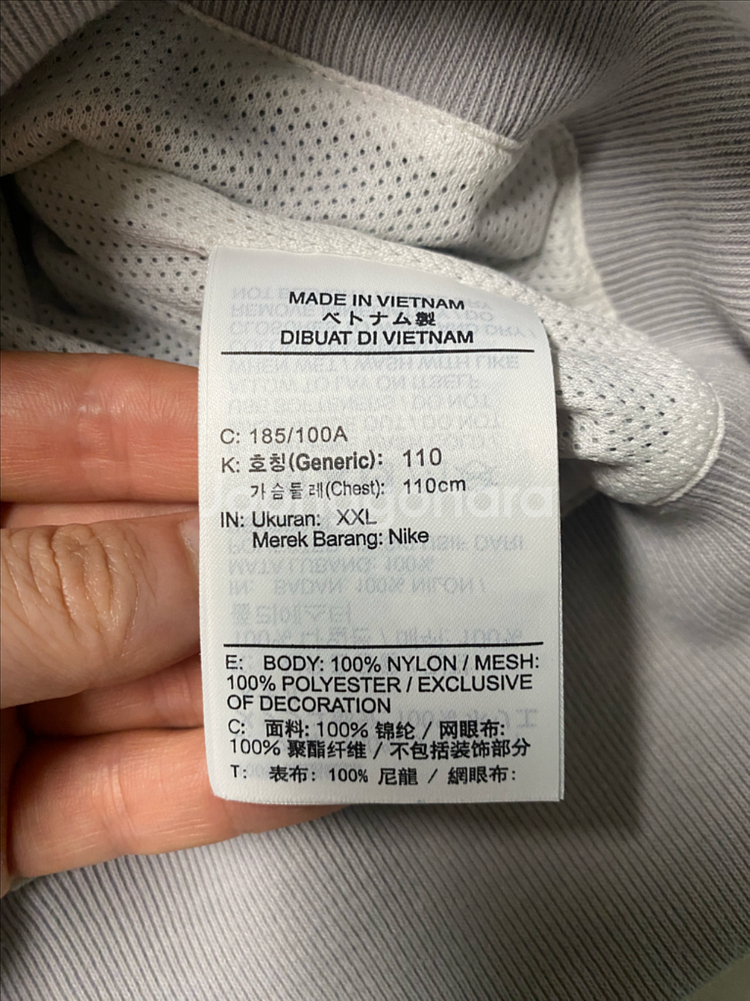 MADE IN VIETNAM
ベトナム製
DIBUAT DI VIETNAM
C: 185/100A
K: 호칭(Generic): 110
가슴둘레(Chest): 110cm
IN: Ukuran: XXL
Merek Barang: Nike
E: BODY: 100% NYLON / MESH:
100% POLYESTER / EXCLUSIVE
OF DECORATION
C: 面料: 100% 锦纶 / 网眼布:
100% 聚酯纤维 / 不包括装饰部分
T: 表布: 100% 尼龍 / 網眼布: